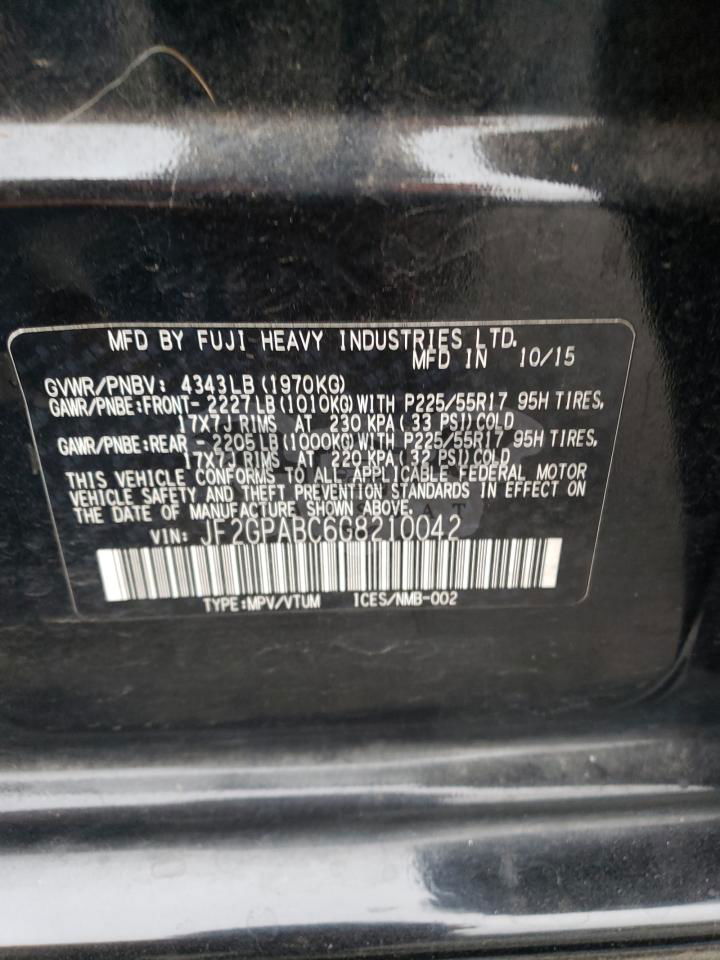 MFD BY FUJI HEAVY INDUSTRIES LTD.
MFD IN 10/15
GVWR/PNBV: 4343LB (1970KG)
GAWR/PNBE:FRONT- 2227LB (1010KG) WITH P225/55R17 95H TIRES,
17X7J RIMS AT 230 KPA (33 PSI) COLD
GAWR/PNBE:REAR - 2205LB (1000KG) WITH P225/55R17 95H TIRES,
17X7J RIMS AT 220 KPA (32 PSI) COLD
THIS VEHICLE CONFORMS TO ALL APPLICABLE FEDERAL MOTOR
VEHICLE SAFETY AND THEFT PREVENTION STANDARDS IN EFFECT ON
THE DATE OF MANUFACTURE SHOWN ABOVE.
VIN: JF2GPABC6G8210042
TYPE:MPV/VTUM ICES/NMB-002